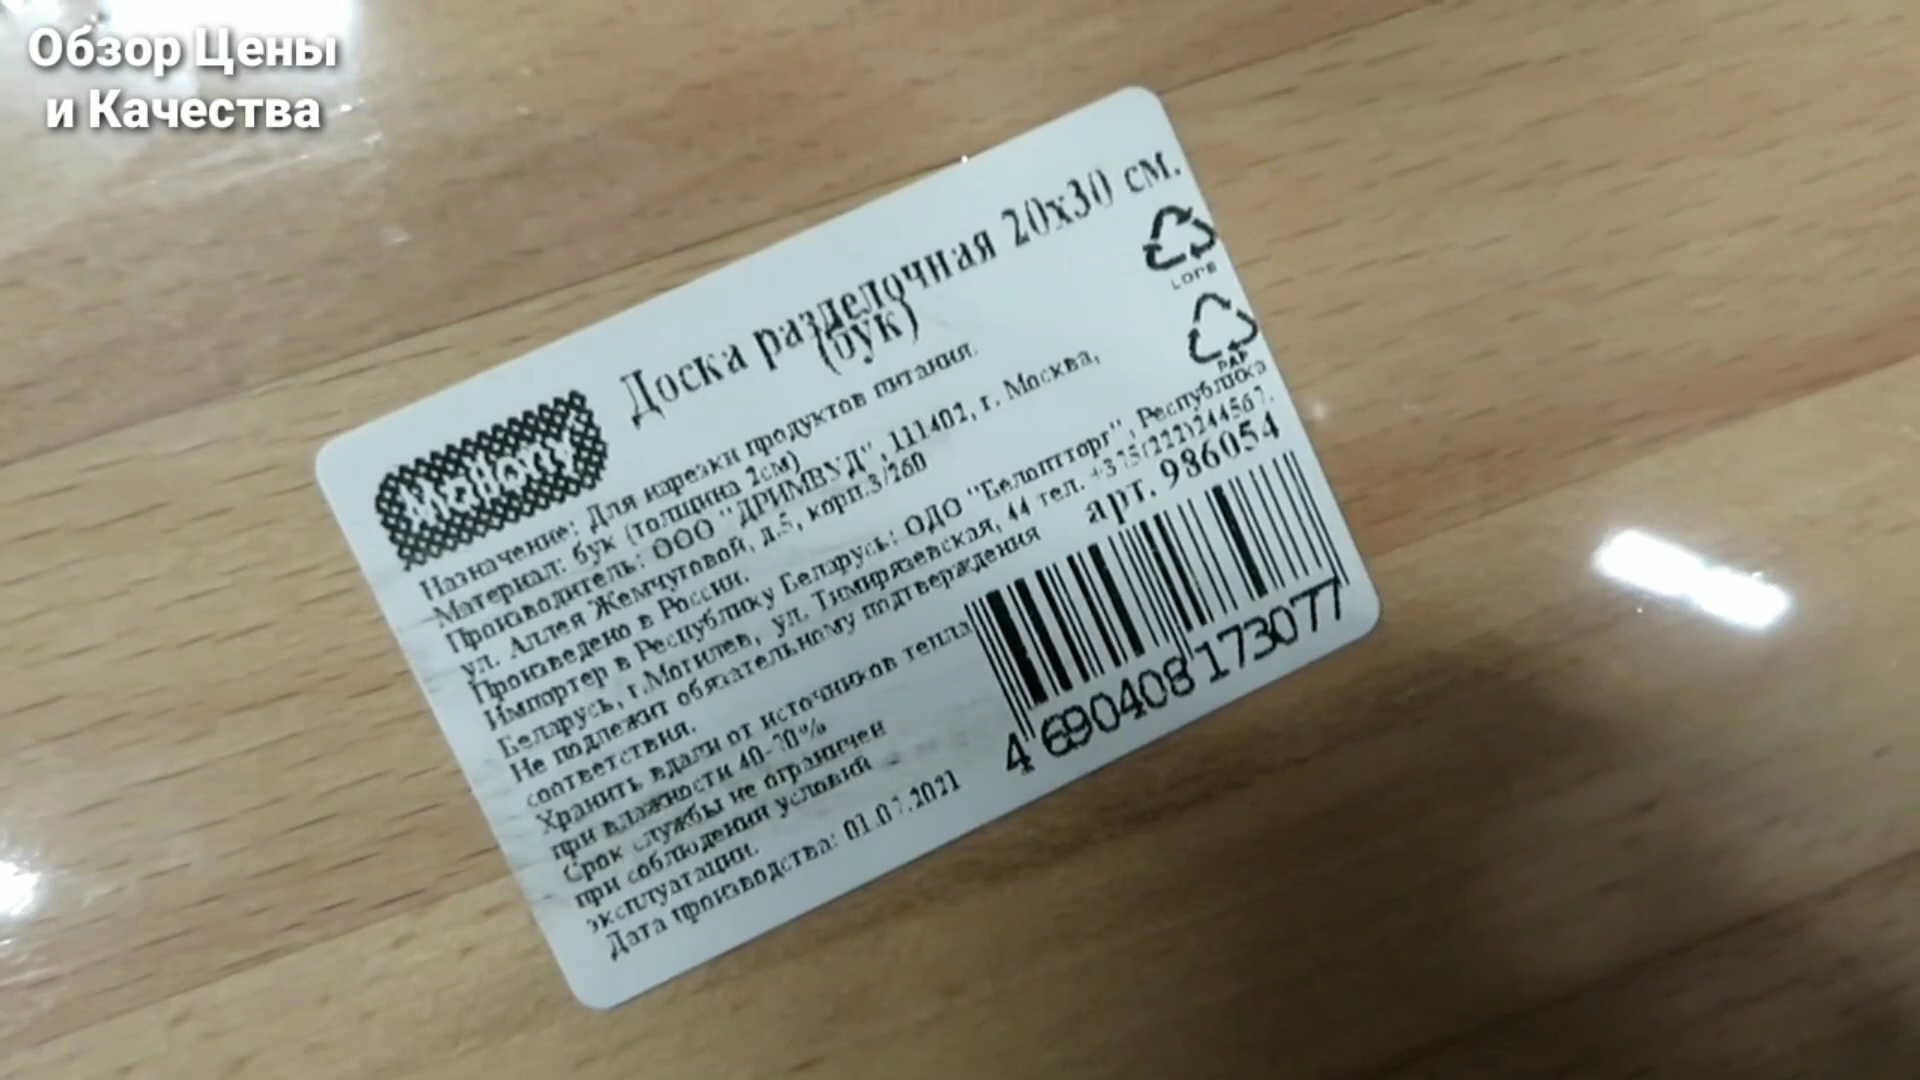 Обзор Цены
и Качества
Доска разделочная 20х30 см.
(бук)
LDPE
PAP
Mallony
Назначение: Для нарезки продуктов питания.
Материал: бук (толщина 2см)
Производитель: ООО "ДРИМВУД", 111402, г. Москва,
ул. Аллея Жемчуговой, д.5, корп.3/260
Произведено в России.
Импортер в Республику Беларусь: ОДО "Белоптторг", Республика
Беларусь, г.Могилев, ул. Тимирязевская, 44 тел. +375(222)244567.
Не подлежит обязательному подтверждения
соответствия.
арт. 986054
Хранить вдали от источников тепла
при влажности 40-70%
Срок службы не ограничен
при соблюдении условий
эксплуатации.
Дата производства: 01.07.2021
4 690408 173077